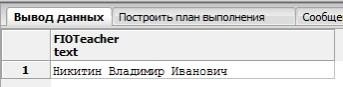 Вывод данных Построить план выполнения Сообще
FIOTeacher
text
1 Никитин Владимир Иванович